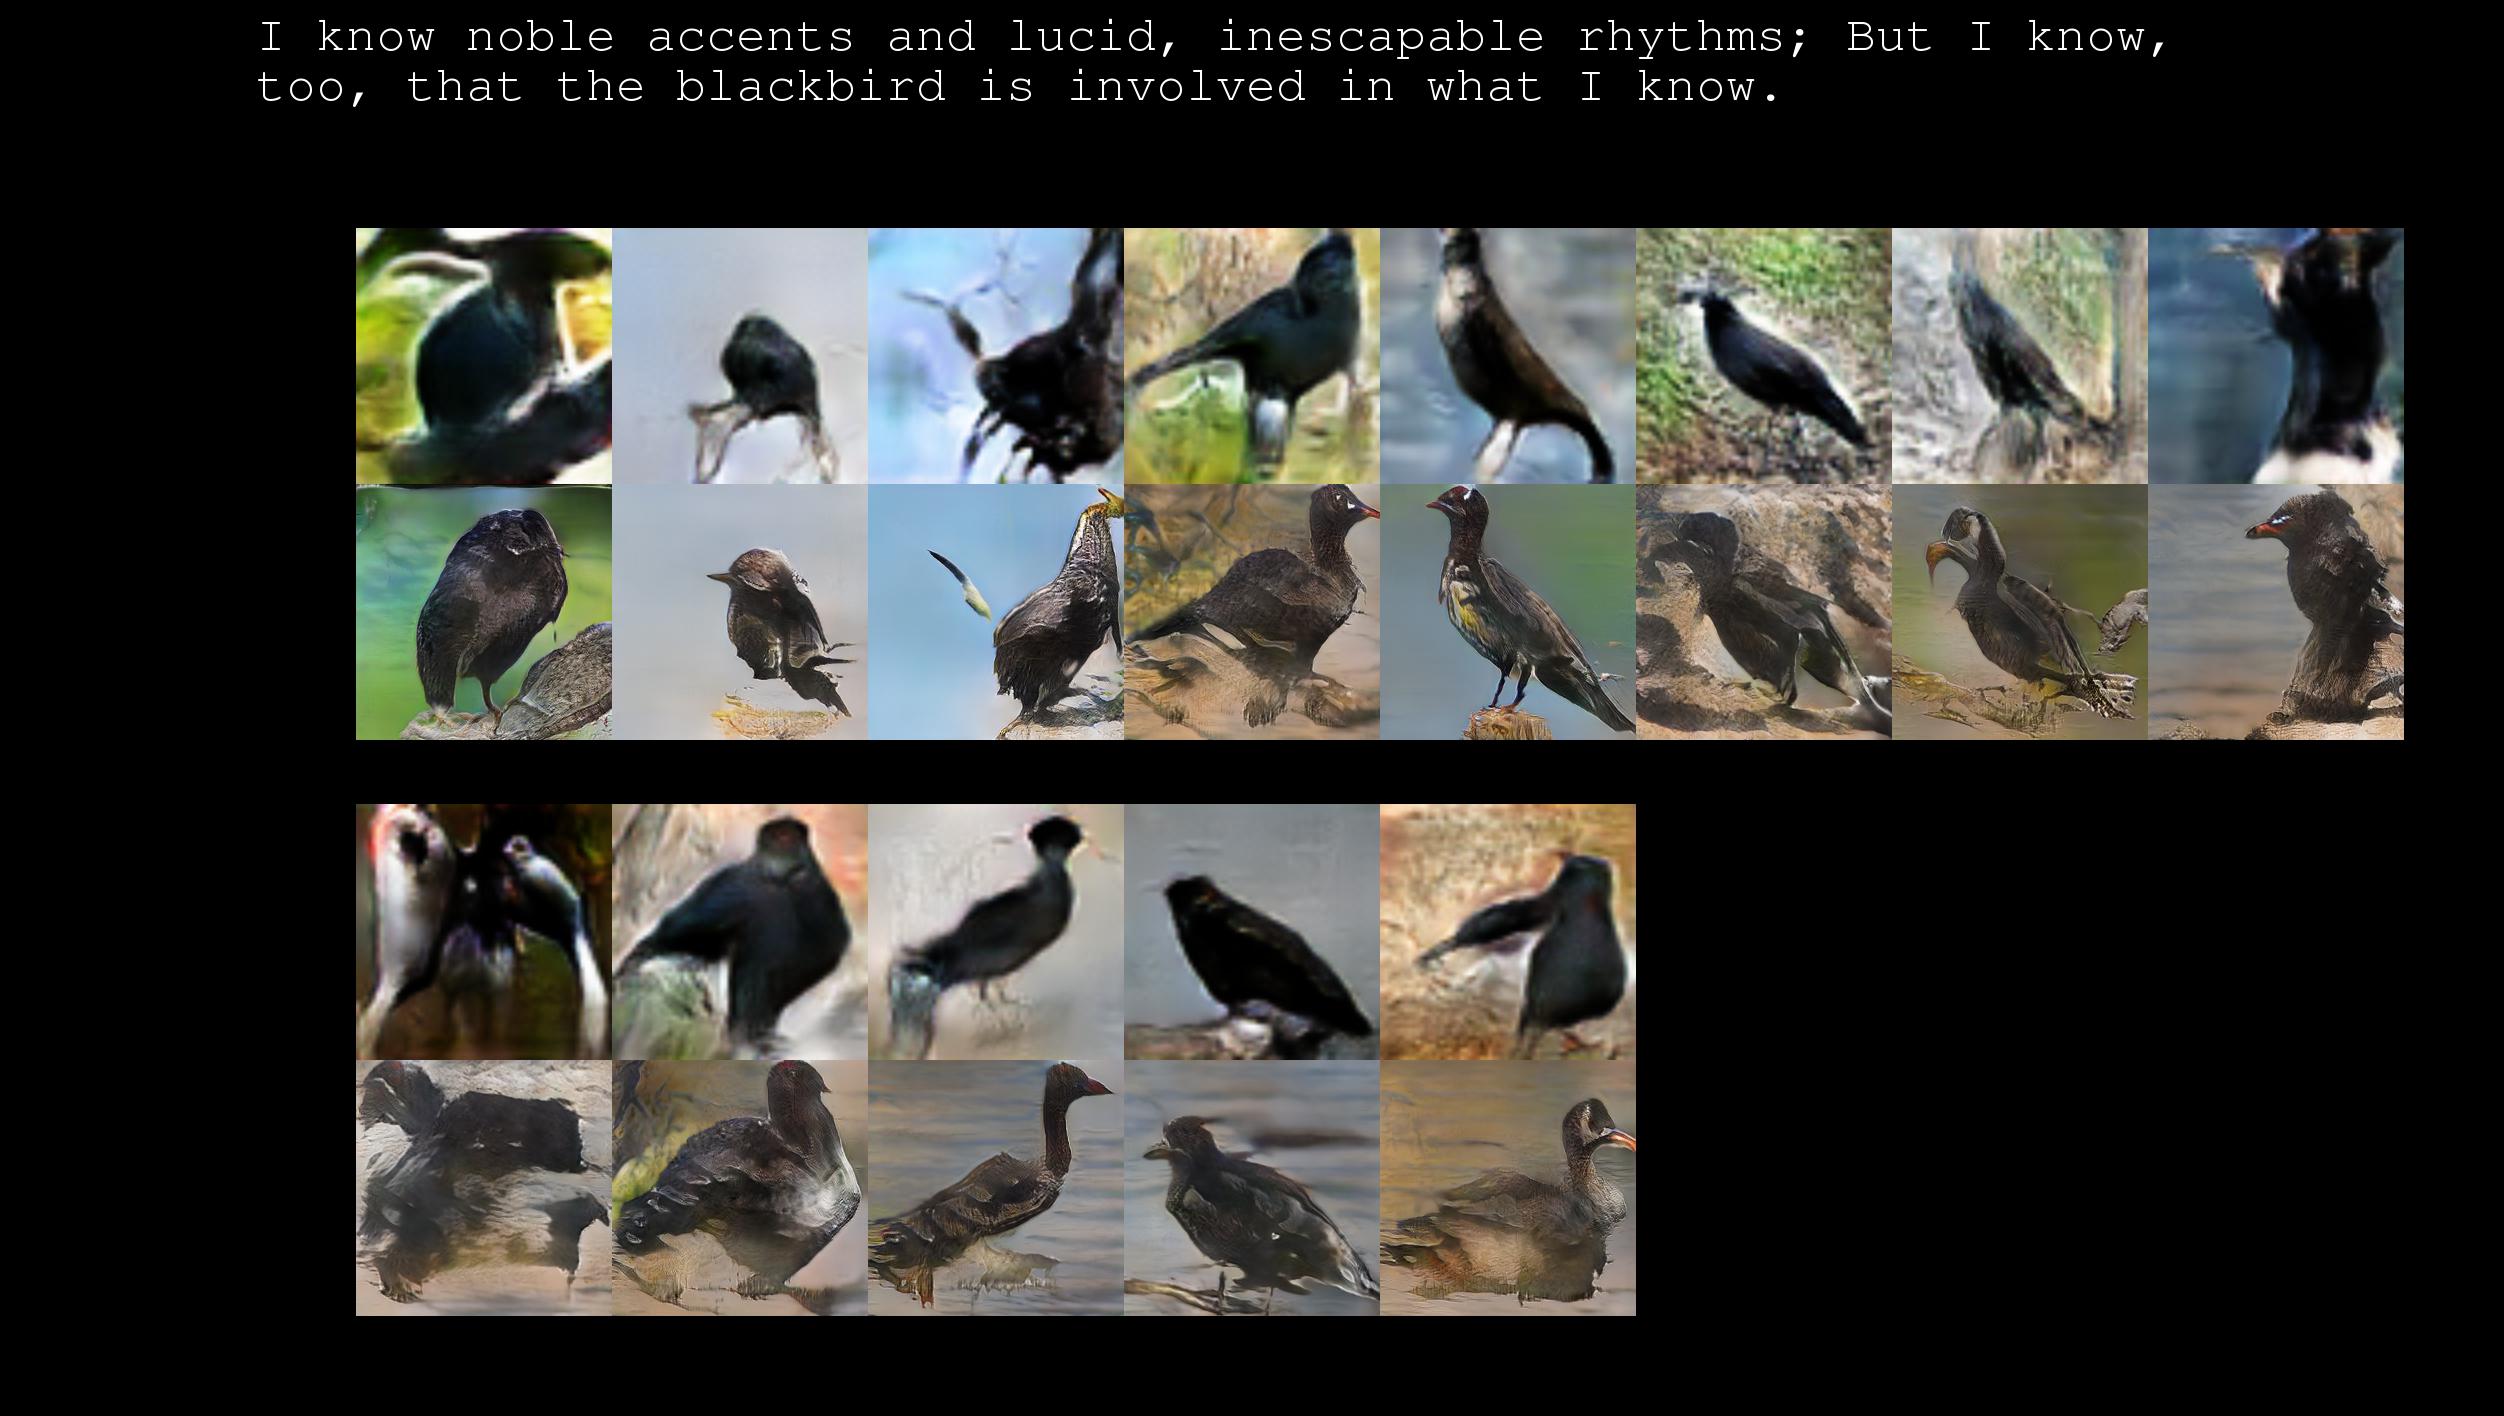 I know noble accents and lucid, inescapable rhythms; But I know,
too, that the blackbird is involved in what I know.